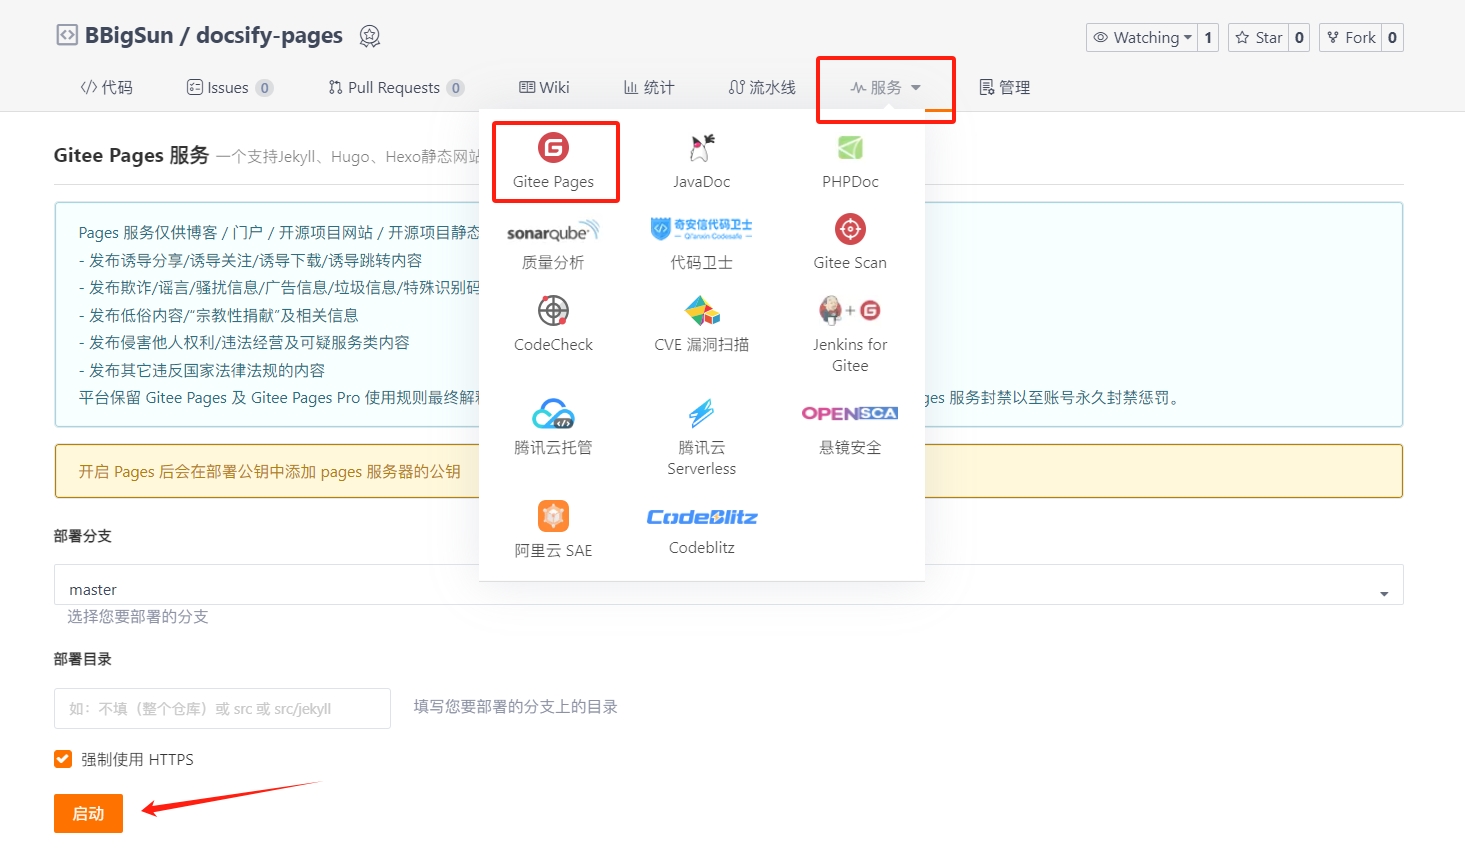 BBigSun / docsify-pages
Watching 1
Star 0
Fork 0
代码
Issues 0
Pull Requests 0
Wiki
统计
流水线
服务
管理
Gitee Pages 服务 一个支持Jekyll、Hugo、Hexo静态网站
Pages 服务仅供博客 / 门户 / 开源项目网站 / 开源项目静态
- 发布诱导分享/诱导关注/诱导下载/诱导跳转内容
- 发布欺诈/谣言/骚扰信息/广告信息/垃圾信息/特殊识别码
- 发布低俗内容/“宗教性捐献”及相关信息
- 发布侵害他人权利/违法经营及可疑服务类内容
- 发布其它违反国家法律法规的内容
平台保留 Gitee Pages 及 Gitee Pages Pro 使用规则最终解释
ges 服务封禁以至账号永久封禁惩罚。
Gitee Pages
JavaDoc
PHPDoc
sonarqube
质量分析
奇安信代码卫士
Qi'anxin Codesafe
代码卫士
Gitee Scan
CodeCheck
CVE 漏洞扫描
Jenkins for
Gitee
腾讯云托管
腾讯云
Serverless
OPENSCA
悬镜安全
阿里云 SAE
CodeBlitz
Codeblitz
开启 Pages 后会在部署公钥中添加 pages 服务器的公钥
部署分支
master
选择您要部署的分支
部署目录
如：不填（整个仓库）或 src 或 src/jekyll
填写您要部署的分支上的目录
强制使用 HTTPS
启动